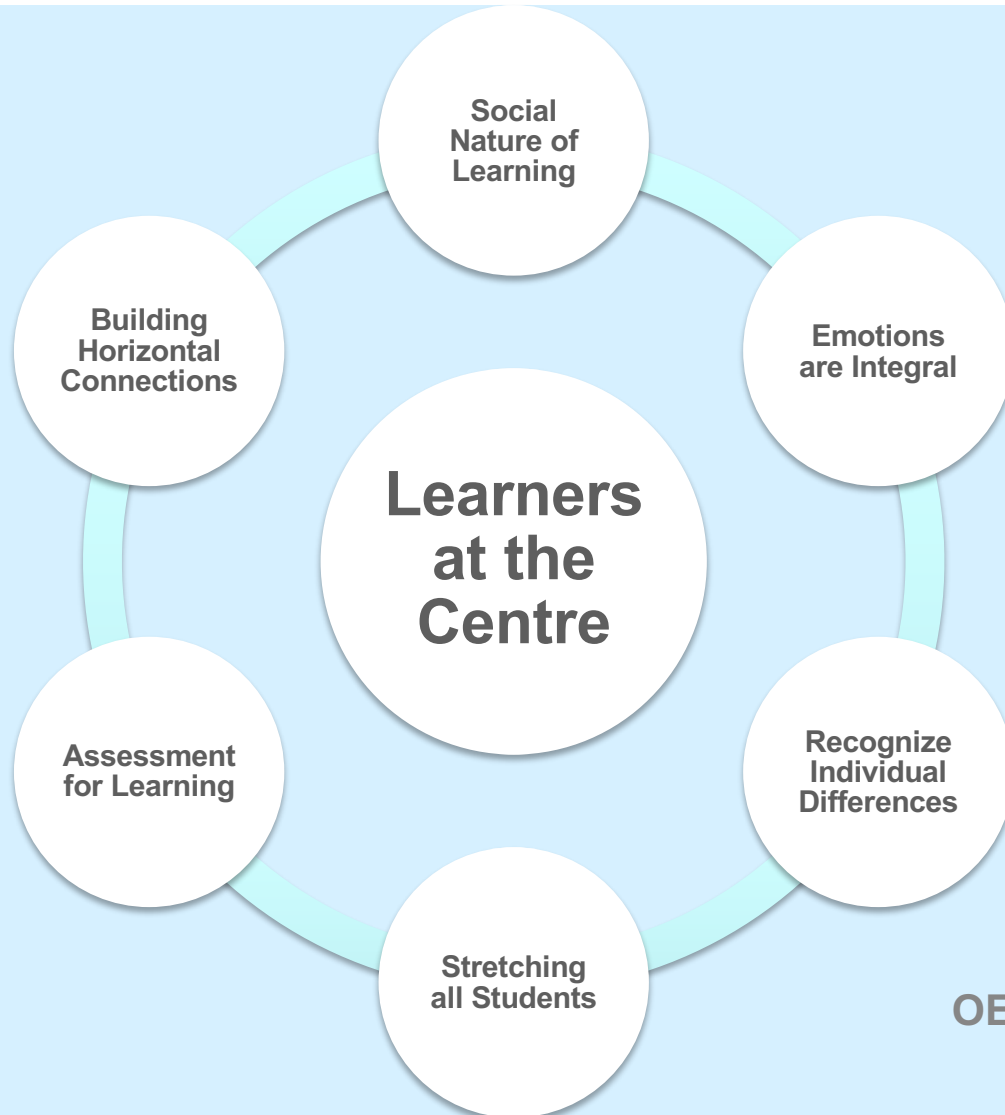 Social
Nature of
Learning
Emotions
are Integral
Recognize
Individual
Differences
Stretching
all Students
Assessment
for Learning
Building
Horizontal
Connections
Learners
at the
Centre
OE